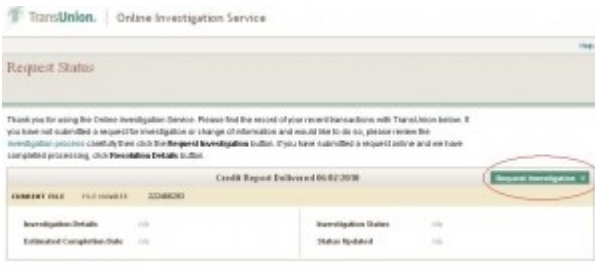 TransUnion. Online Investigation Service
Help
Request Status
Thank you for using the Online Investigation Service. Please find the record of your recent transactions with TransUnion below. If
you have not submitted a request for investigation or change of information and would like to do so, please review the
investigation process carefully then click the Request Investigation button. If you have submitted a request online and we have
completed processing, click Resolution Details button.
Credit Report Delivered 06/02/2010 Request Investigation
CURRENT FILE FILE NUMBER
Investigation Details n/a Investigation Status n/a
Estimated Completion Date n/a Status Updated n/a